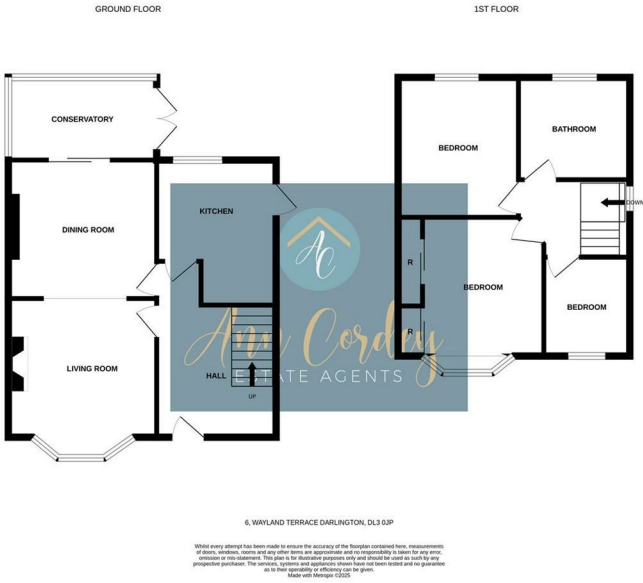 GROUND FLOOR
1ST FLOOR
CONSERVATORY
BEDROOM
BATHROOM
KITCHEN
DINING ROOM
DOWN
R
BEDROOM
BEDROOM
R
AC
Ann Cordey
ESTATE AGENTS
LIVING ROOM
HALL
UP
6, WAYLAND TERRACE DARLINGTON, DL3 0JP
Whilst every attempt has been made to ensure the accuracy of the floorplan contained here, measurements
of doors, windows, rooms and any other items are approximate and no responsibility is taken for any error,
omission or mis-statement. This plan is for illustrative purposes only and should be used as such by any
prospective purchaser. The services, systems and appliances shown have not been tested and no guarantee
as to their operability or efficiency can be given.
Made with Metropix ©2025